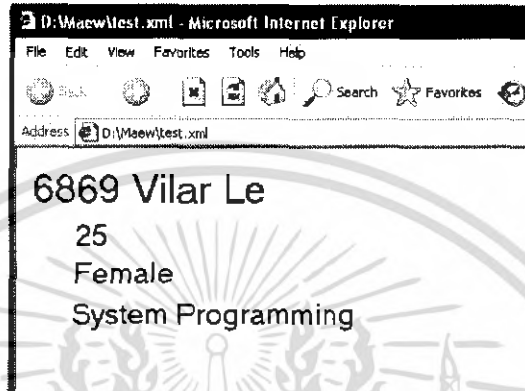 D:\Maew\test.xml - Microsoft Internet Explorer
File Edit View Favorites Tools Help
Back Search Favorites
Address D:\Maew\test.xml
6869 Vilar Le
25
Female
System Programming